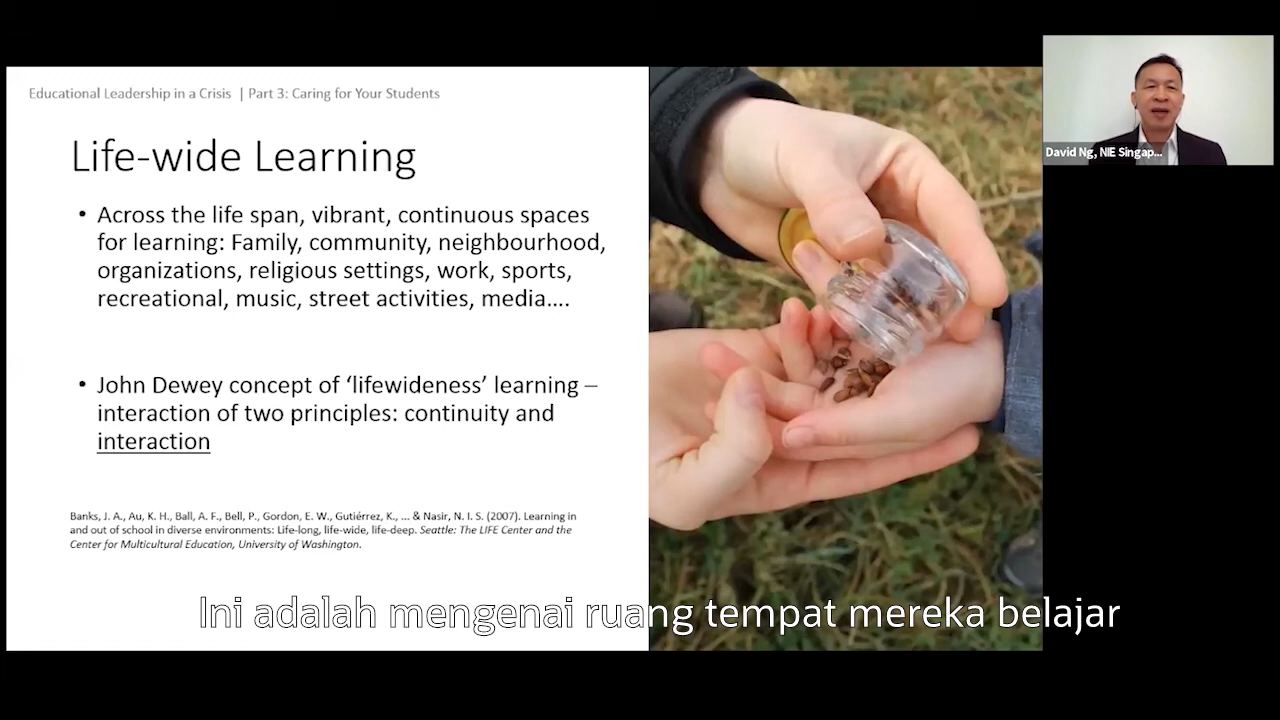 Educational Leadership in a Crisis | Part 3: Caring for Your Students
Life-wide Learning
• Across the life span, vibrant, continuous spaces
for learning: Family, community, neighbourhood,
organizations, religious settings, work, sports,
recreational, music, street activities, media....
• John Dewey concept of ‘lifewideness’ learning –
interaction of two principles: continuity and
interaction
Banks, J. A., Au, K. H., Ball, A. F., Bell, P., Gordon, E. W., Gutiérrez, K., ... & Nasir, N. I. S. (2007). Learning in
and out of school in diverse environments: Life-long, life-wide, life-deep. Seattle: The LIFE Center and the
Center for Multicultural Education, University of Washington.
David Ng, NIE Singap...
Ini adalah mengenai ruang tempat mereka belajar